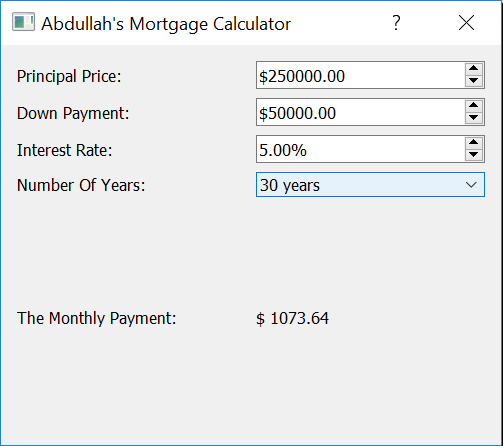 Abdullah's Mortgage Calculator ?
Principal Price: $250000.00
Down Payment: $50000.00
Interest Rate: 5.00%
Number Of Years: 30 years
The Monthly Payment: $ 1073.64